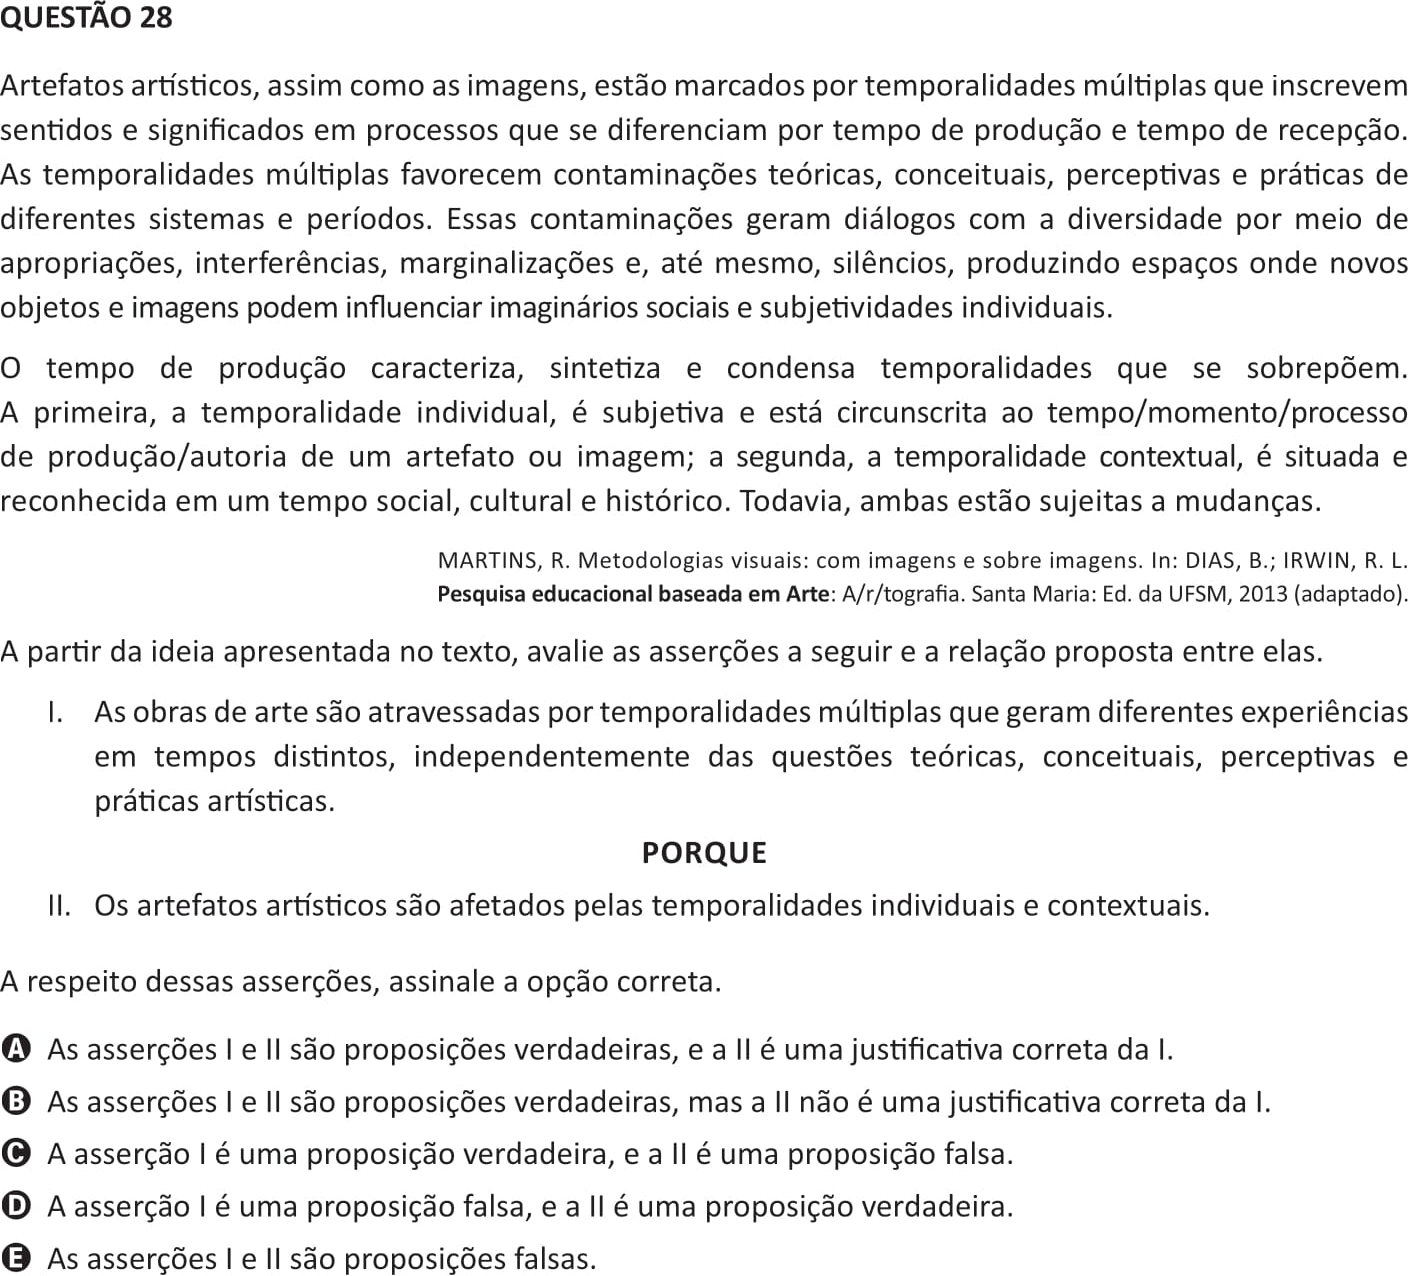 QUESTÃO 28
Artefatos artísticos, assim como as imagens, estão marcados por temporalidades múltiplas que inscrevem
sentidos e significados em processos que se diferenciam por tempo de produção e tempo de recepção.
As temporalidades múltiplas favorecem contaminações teóricas, conceituais, perceptivas e práticas de
diferentes sistemas e períodos. Essas contaminações geram diálogos com a diversidade por meio de
apropriações, interferências, marginalizações e, até mesmo, silêncios, produzindo espaços onde novos
objetos e imagens podem influenciar imaginários sociais e subjetividades individuais.
O tempo de produção caracteriza, sintetiza e condensa temporalidades que se sobrepõem.
A primeira, a temporalidade individual, é subjetiva e está circunscrita ao tempo/momento/processo
de produção/autoria de um artefato ou imagem; a segunda, a temporalidade contextual, é situada e
reconhecida em um tempo social, cultural e histórico. Todavia, ambas estão sujeitas a mudanças.
MARTINS, R. Metodologias visuais: com imagens e sobre imagens. In: DIAS, B.; IRWIN, R. L.
Pesquisa educacional baseada em Arte: A/r/tografia. Santa Maria: Ed. da UFSM, 2013 (adaptado).
A partir da ideia apresentada no texto, avalie as asserções a seguir e a relação proposta entre elas.
I. As obras de arte são atravessadas por temporalidades múltiplas que geram diferentes experiências
em tempos distintos, independentemente das questões teóricas, conceituais, perceptivas e
práticas artísticas.
PORQUE
II. Os artefatos artísticos são afetados pelas temporalidades individuais e contextuais.
A respeito dessas asserções, assinale a opção correta.
A As asserções I e II são proposições verdadeiras, e a II é uma justificativa correta da I.
B As asserções I e II são proposições verdadeiras, mas a II não é uma justificativa correta da I.
C A asserção I é uma proposição verdadeira, e a II é uma proposição falsa.
D A asserção I é uma proposição falsa, e a II é uma proposição verdadeira.
E As asserções I e II são proposições falsas.